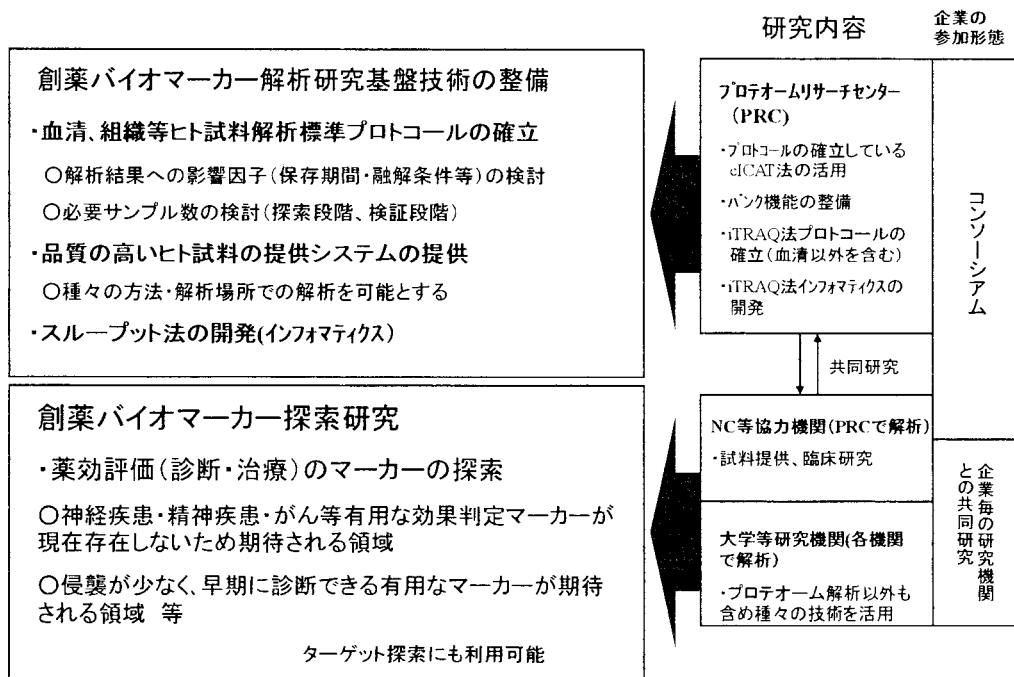 研究内容
企業の
参加形態
創薬バイオマーカー解析研究基盤技術の整備
・血清、組織等ヒト試料解析標準プロトコールの確立
○解析結果への影響因子(保存期間・融解条件等)の検討
○必要サンプル数の検討(探索段階、検証段階)
・品質の高いヒト試料の提供システムの提供
○種々の方法・解析場所での解析を可能とする
・スループット法の開発(インフォマティクス)
プロテオームリサーチセンター
(PRC)
・プロトコールの確立している
cICAT法の活用
・バンク機能の整備
・iTRAQ法プロトコールの
確立(血清以外を含む)
・iTRAQ法インフォマティクスの
開発
コンソーシアム
共同研究
創薬バイオマーカー探索研究
・薬効評価(診断・治療)のマーカーの探索
○神経疾患・精神疾患・がん等有用な効果判定マーカーが
現在存在しないため期待される領域
○侵襲が少なく、早期に診断できる有用なマーカーが期待
される領域 等
ターゲット探索にも利用可能
NC等協力機関(PRCで解析)
・試料提供、臨床研究
大学等研究機関(各機関
で解析)
・プロテオーム解析以外も
含め種々の技術を活用
企業毎の研究機関
との共同研究